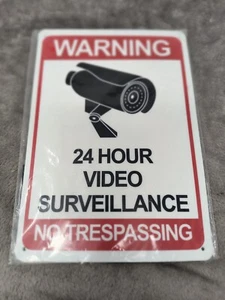 WARNING
24 HOUR
VIDEO
SURVEILLANCE
NO TRESPASSING